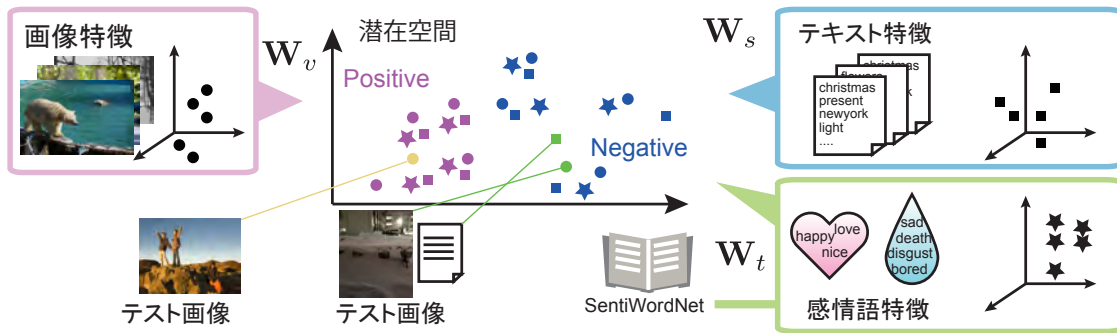 画像特徴
W_v
潜在空間
Positive
Negative
W_s
テキスト特徴
christmas
flowers
christmas
present
newyork
light
....
テスト画像
テスト画像
SentiWordNet
W_t
happy
love
nice
sad
death
disgust
bored
感情語特徴